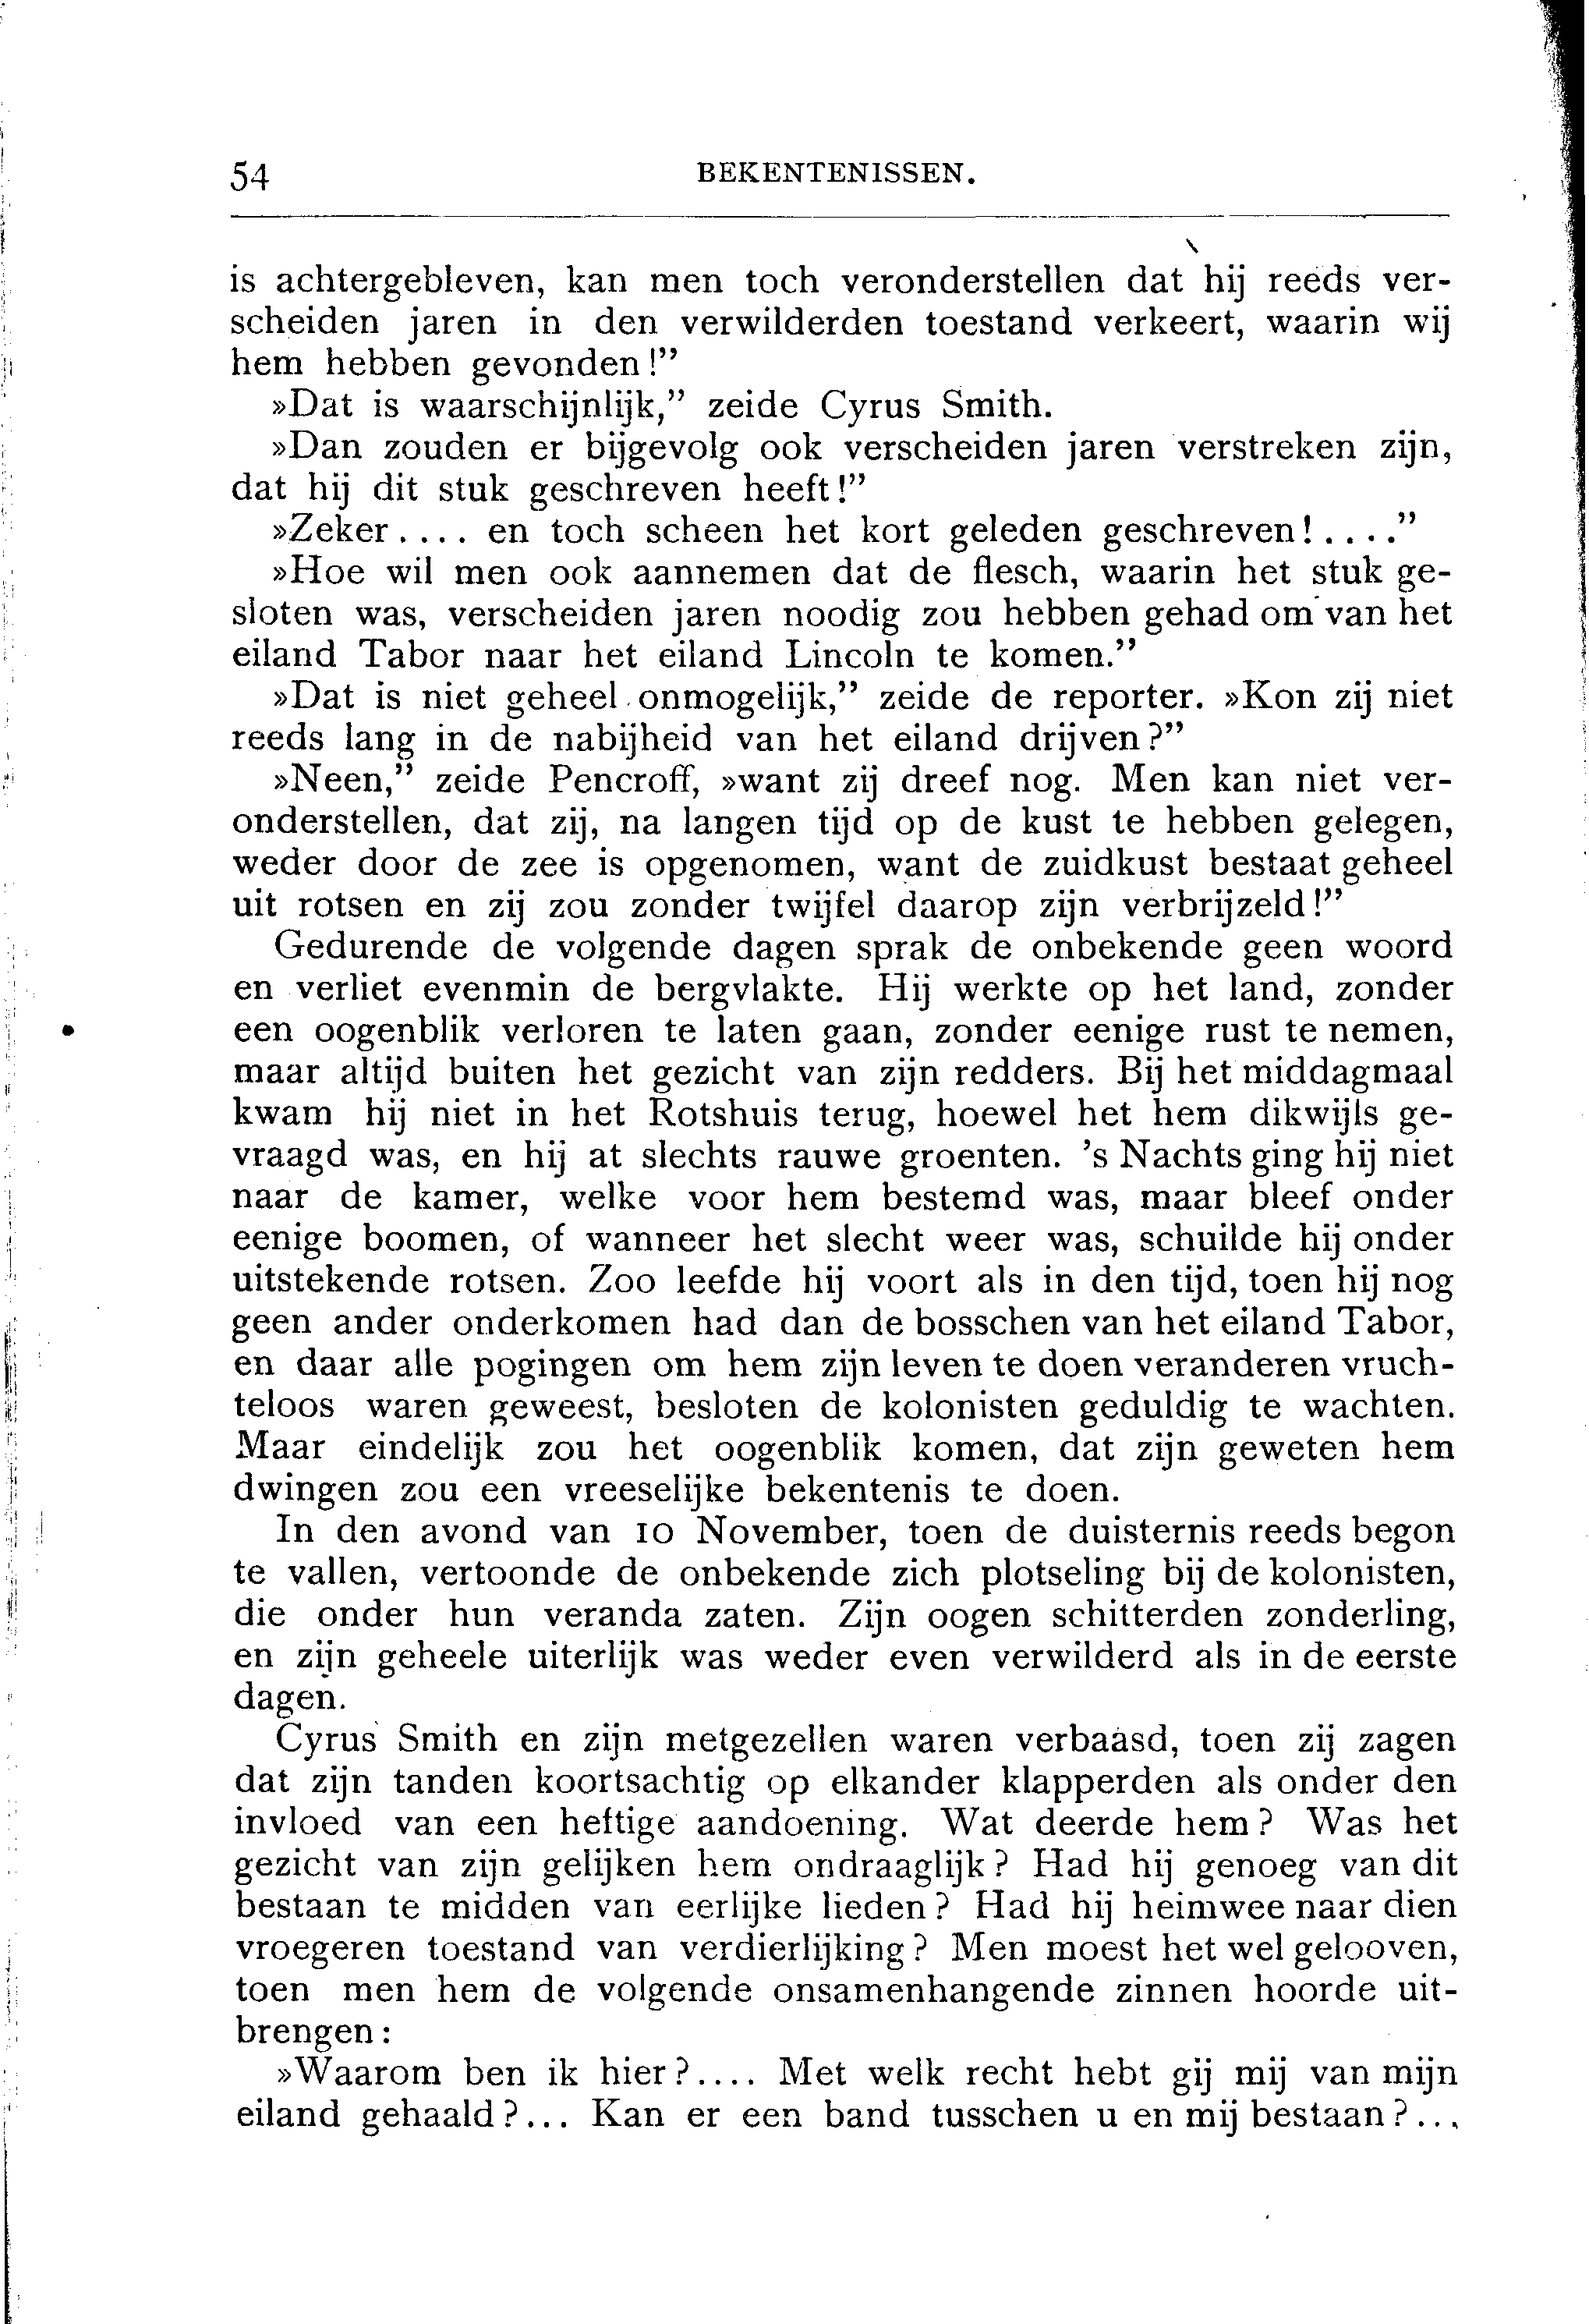 54 BEKENTENISSEN.
is achtergebleven, kan men toch veronderstellen dat hij reeds ver-
scheiden jaren in den verwilderden toestand verkeert, waarin wij
hem hebben gevonden!”
»Dat is waarschijnlijk,” zeide Cyrus Smith.
»Dan zouden er bijgevolg ook verscheiden jaren verstreken zijn,
dat hij dit stuk geschreven heeft!”
»Zeker.... en toch scheen het kort geleden geschreven!....”
»Hoe wil men ook aannemen dat de flesch, waarin het stuk ge-
sloten was, verscheiden jaren noodig zou hebben gehad om van het
eiland Tabor naar het eiland Lincoln te komen.”
»Dat is niet geheel onmogelijk,” zeide de reporter. »Kon zij niet
reeds lang in de nabijheid van het eiland drijven?”
»Neen,” zeide Pencroff, »want zij dreef nog. Men kan niet ver-
onderstellen, dat zij, na langen tijd op de kust te hebben gelegen,
weder door de zee is opgenomen, want de zuidkust bestaat geheel
uit rotsen en zij zou zonder twijfel daarop zijn verbrijzeld!”
Gedurende de volgende dagen sprak de onbekende geen woord
en verliet evenmin de bergvlakte. Hij werkte op het land, zonder
een oogenblik verloren te laten gaan, zonder eenige rust te nemen,
maar altijd buiten het gezicht van zijn redders. Bij het middagmaal
kwam hij niet in het Rotshuis terug, hoewel het hem dikwijls ge-
vraagd was, en hij at slechts rauwe groenten. 's Nachts ging hij niet
naar de kamer, welke voor hem bestemd was, maar bleef onder
eenige boomen, of wanneer het slecht weer was, schuilde hij onder
uitstekende rotsen. Zoo leefde hij voort als in den tijd, toen hij nog
geen ander onderkomen had dan de bosschen van het eiland Tabor,
en daar alle pogingen om hem zijn leven te doen veranderen vruch-
teloos waren geweest, besloten de kolonisten geduldig te wachten.
Maar eindelijk zou het oogenblik komen, dat zijn geweten hem
dwingen zou een vreeselijke bekentenis te doen.
In den avond van 10 November, toen de duisternis reeds begon
te vallen, vertoonde de onbekende zich plotseling bij de kolonisten,
die onder hun veranda zaten. Zijn oogen schitterden zonderling,
en zijn geheele uiterlijk was weder even verwilderd als in de eerste
dagen.
Cyrus Smith en zijn metgezellen waren verbaasd, toen zij zagen
dat zijn tanden koortsachtig op elkander klapperden als onder den
invloed van een heftige aandoening. Wat deerde hem? Was het
gezicht van zijn gelijken hem ondraaglijk? Had hij genoeg van dit
bestaan te midden van eerlijke lieden? Had hij heimwee naar dien
vroegeren toestand van verdierlijking? Men moest het wel gelooven,
toen men hem de volgende onsamenhangende zinnen hoorde uit-
brengen:
»Waarom ben ik hier?.... Met welk recht hebt gij mij van mijn
eiland gehaald?... Kan er een band tusschen u en mij bestaan?...